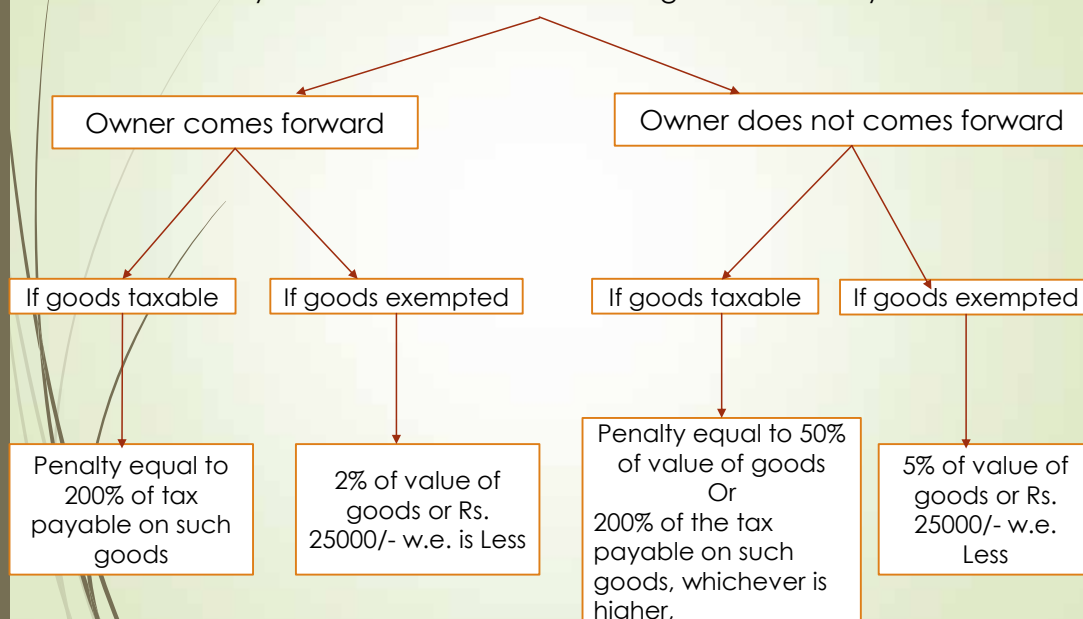 Owner comes forward
Owner does not comes forward
If goods taxable
If goods exempted
If goods taxable
If goods exempted
Penalty equal to
200% of tax
payable on such
goods
2% of value of
goods or Rs.
25000/- w.e. is Less
Penalty equal to 50%
of value of goods
Or
200% of the tax
payable on such
goods, whichever is
higher,
5% of value of
goods or Rs.
25000/- w.e.
Less